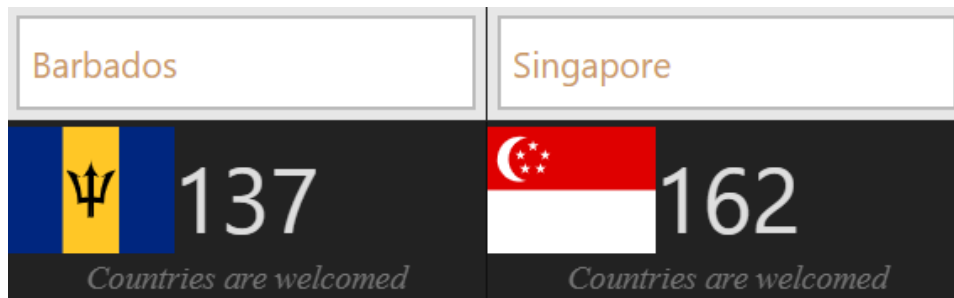 Barbados
Singapore
137
162
Countries are welcomed
Countries are welcomed